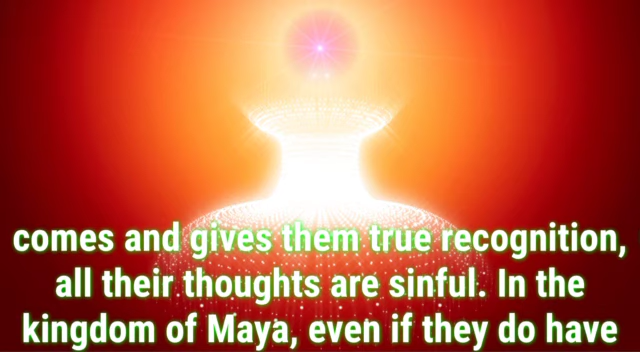 comes and gives them true recognition,
all their thoughts are sinful. In the
kingdom of Maya, even if they do have